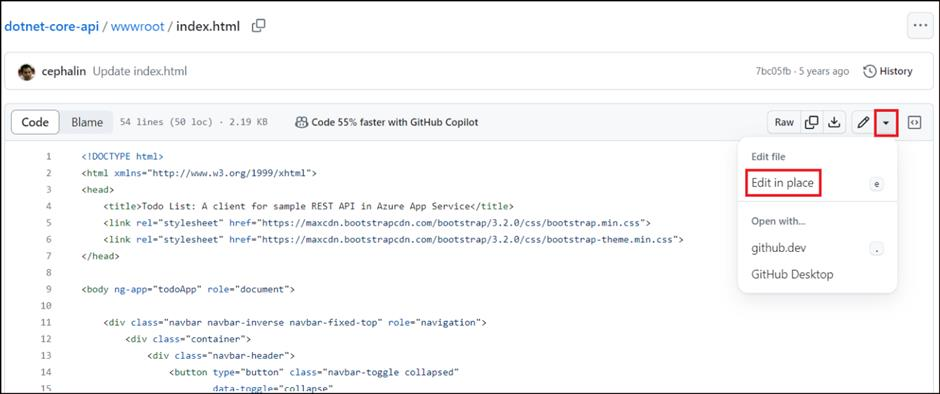 dotnet-core-api / wwwroot / index.html
...
cephalin Update index.html 7bc05fb · 5 years ago History
Code Blame 54 lines (50 loc) · 2.19 KB Code 55% faster with GitHub Copilot Raw
Edit file
Edit in place e
Open with...
github.dev .
GitHub Desktop
1 <!DOCTYPE html>
2 <html xmlns="http://www.w3.org/1999/xhtml">
3 <head>
4 <title>Todo List: A client for sample REST API in Azure App Service</title>
5 <link rel="stylesheet" href="https://maxcdn.bootstrapcdn.com/bootstrap/3.2.0/css/bootstrap.min.css">
6 <link rel="stylesheet" href="https://maxcdn.bootstrapcdn.com/bootstrap/3.2.0/css/bootstrap-theme.min.css">
7 </head>
8
9 <body ng-app="todoApp" role="document">
10
11 <div class="navbar navbar-inverse navbar-fixed-top" role="navigation">
12 <div class="container">
13 <div class="navbar-header">
14 <button type="button" class="navbar-toggle collapsed"
15 data-toggle="collapse"